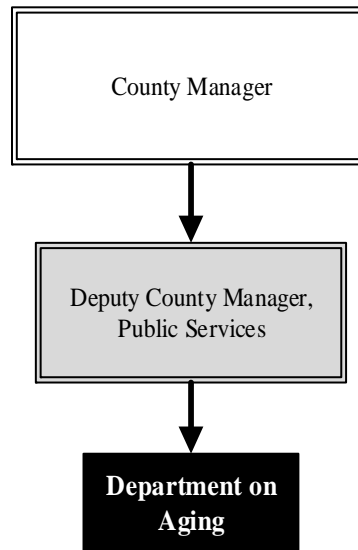 County Manager
Deputy County Manager,
Public Services
Department on
Aging